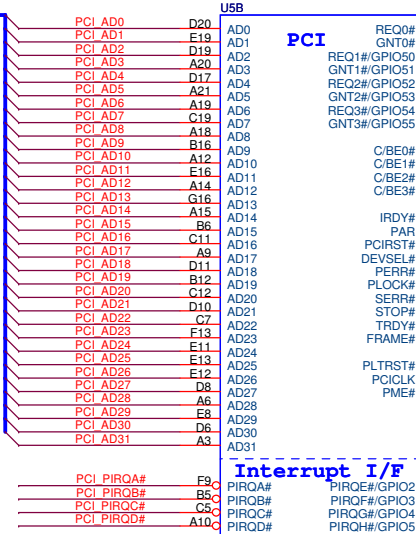 U5B
PCI
PCI_AD0 D20 AD0 REQ0#
PCI_AD1 E19 AD1 GNT0#
PCI_AD2 D19 AD2 REQ1#/GPIO50
PCI_AD3 A20 AD3 GNT1#/GPIO51
PCI_AD4 D17 AD4 REQ2#/GPIO52
PCI_AD5 A21 AD5 GNT2#/GPIO53
PCI_AD6 A19 AD6 REQ3#/GPIO54
PCI_AD7 C19 AD7 GNT3#/GPIO55
PCI_AD8 A18 AD8
PCI_AD9 B16 AD9 C/BE0#
PCI_AD10 A12 AD10 C/BE1#
PCI_AD11 E16 AD11 C/BE2#
PCI_AD12 A14 AD12 C/BE3#
PCI_AD13 G16 AD13
PCI_AD14 A15 AD14 IRDY#
PCI_AD15 B6 AD15 PAR
PCI_AD16 C11 AD16 PCIRST#
PCI_AD17 A9 AD17 DEVSEL#
PCI_AD18 D11 AD18 PERR#
PCI_AD19 B12 AD19 PLOCK#
PCI_AD20 C12 AD20 SERR#
PCI_AD21 D10 AD21 STOP#
PCI_AD22 C7 AD22 TRDY#
PCI_AD23 F13 AD23 FRAME#
PCI_AD24 E11 AD24
PCI_AD25 E13 AD25 PLTRST#
PCI_AD26 E12 AD26 PCICLK
PCI_AD27 D8 AD27 PME#
PCI_AD28 A6 AD28
PCI_AD29 E8 AD29
PCI_AD30 D6 AD30
PCI_AD31 A3 AD31
Interrupt I/F
PCI_PIRQA# F9 PIRQA# PIRQE#/GPIO2
PCI_PIRQB# B5 PIRQB# PIRQF#/GPIO3
PCI_PIRQC# C5 PIRQC# PIRQG#/GPIO4
PCI_PIRQD# A10 PIRQD# PIRQH#/GPIO5